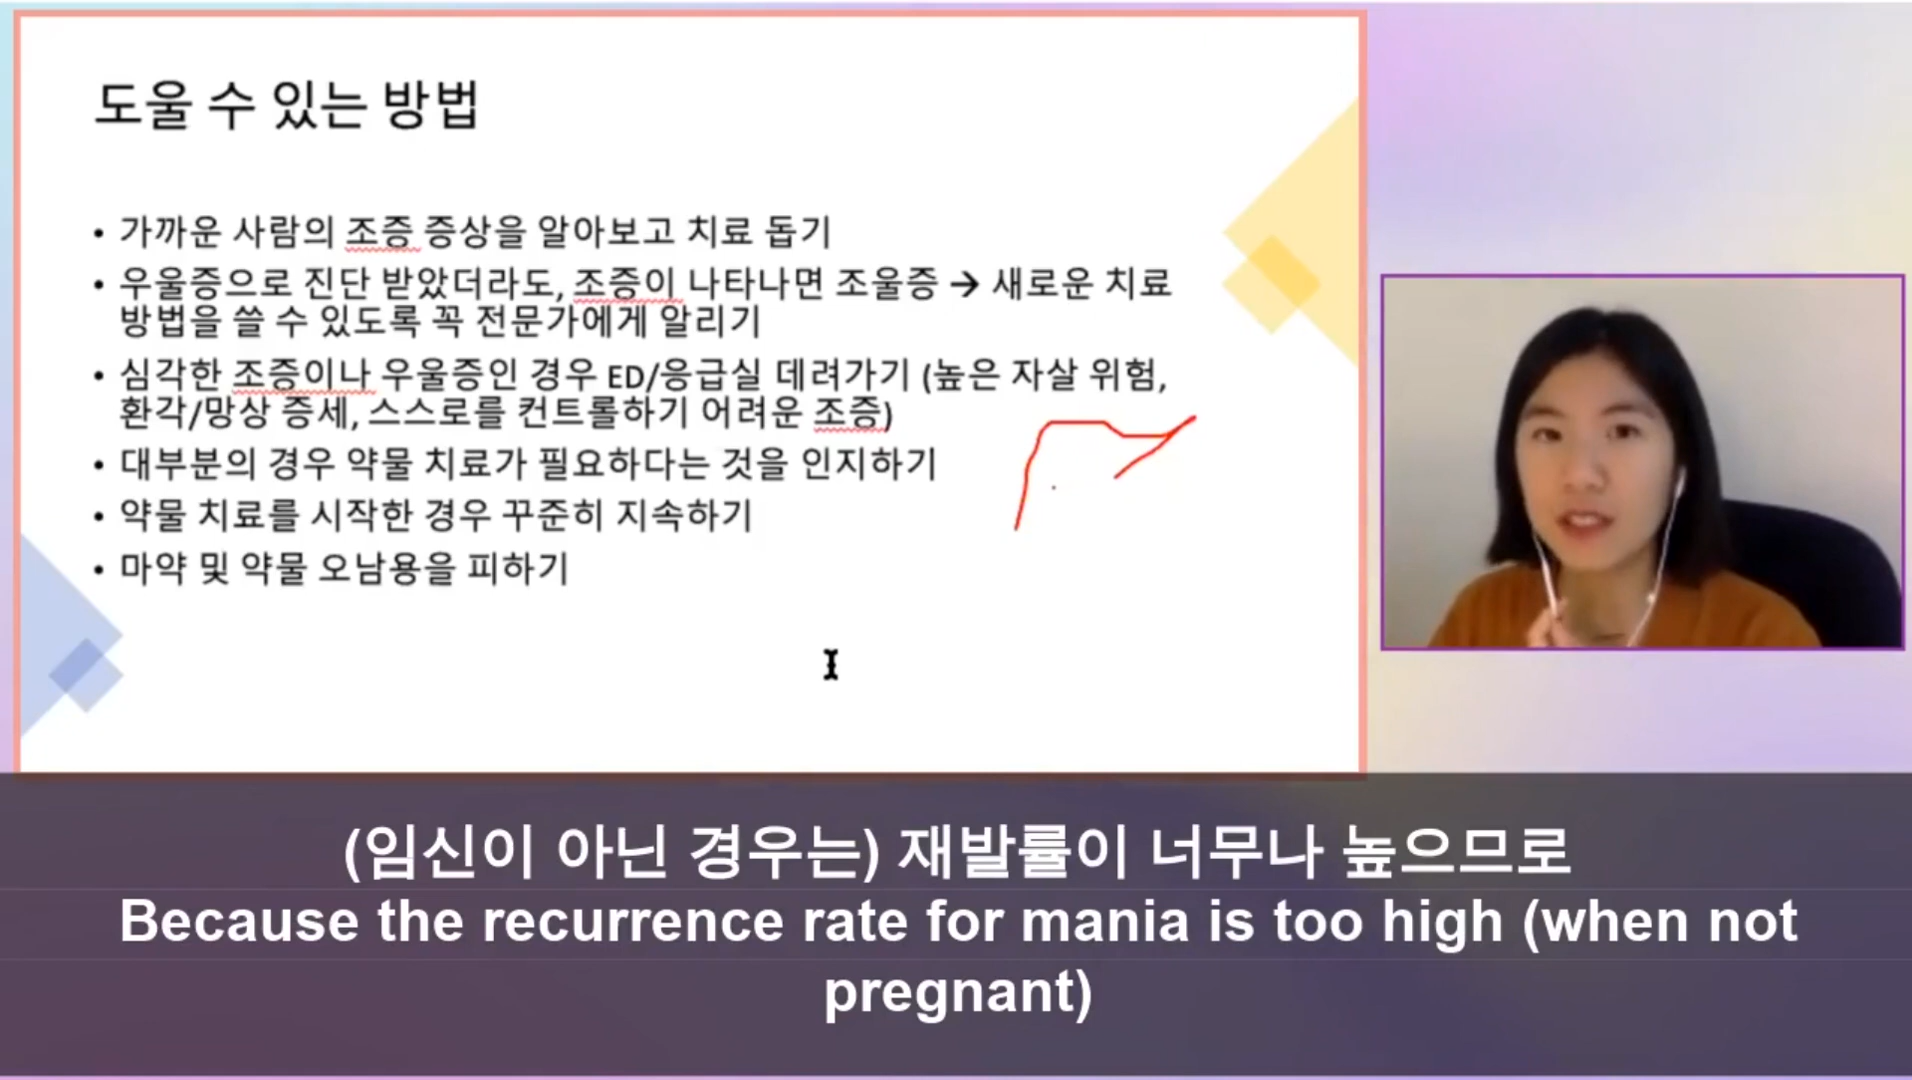 도울 수 있는 방법
• 가까운 사람의 조증 증상을 알아보고 치료 돕기
• 우울증으로 진단 받았더라도, 조증이 나타나면 조울증 → 새로운 치료
방법을 쓸 수 있도록 꼭 전문가에게 알리기
• 심각한 조증이나 우울증인 경우 ED/응급실 데려가기 (높은 자살 위험,
환각/망상 증세, 스스로를 컨트롤하기 어려운 조증)
• 대부분의 경우 약물 치료가 필요하다는 것을 인지하기
• 약물 치료를 시작한 경우 꾸준히 지속하기
• 마약 및 약물 오남용을 피하기
(임신이 아닌 경우는) 재발률이 너무나 높으므로
Because the recurrence rate for mania is too high (when not
pregnant)